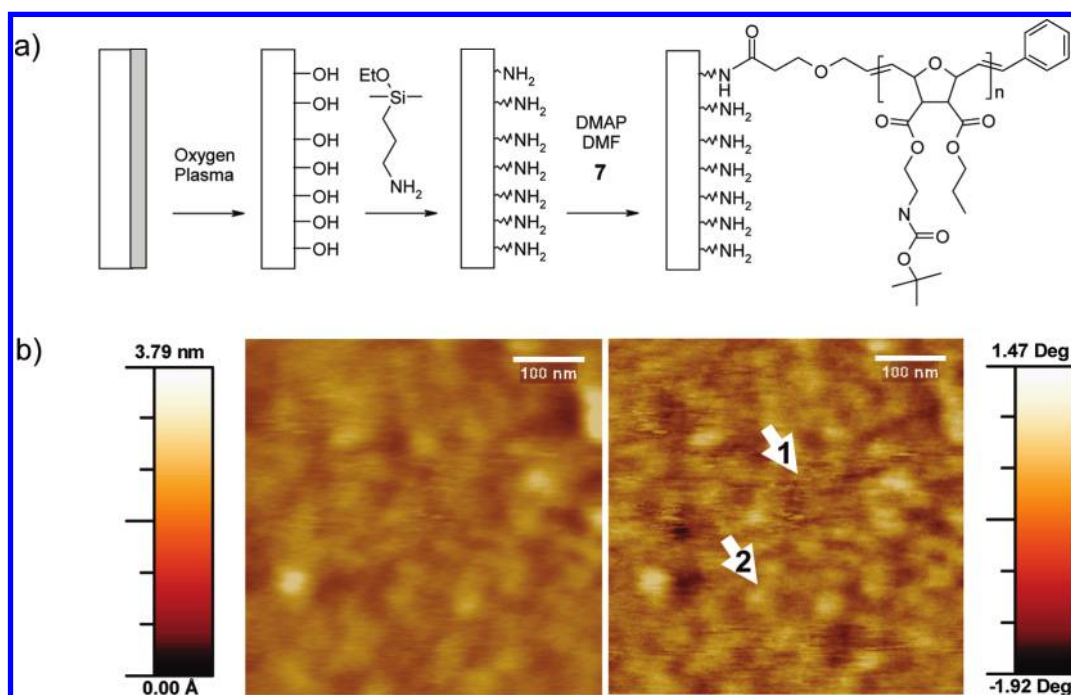 a)
Oxygen
Plasma
OH
OH
OH
OH
OH
OH
OH
EtO
Si
NH2
NH2
NH2
NH2
NH2
NH2
NH2
NH2
DMAP
DMF
7
O
N
H
NH2
NH2
NH2
NH2
NH2
NH2
O
O
n
O
O
O
O
N
O
O
b)
3.79 nm
0.00 Å
100 nm
100 nm
1
2
1.47 Deg
-1.92 Deg